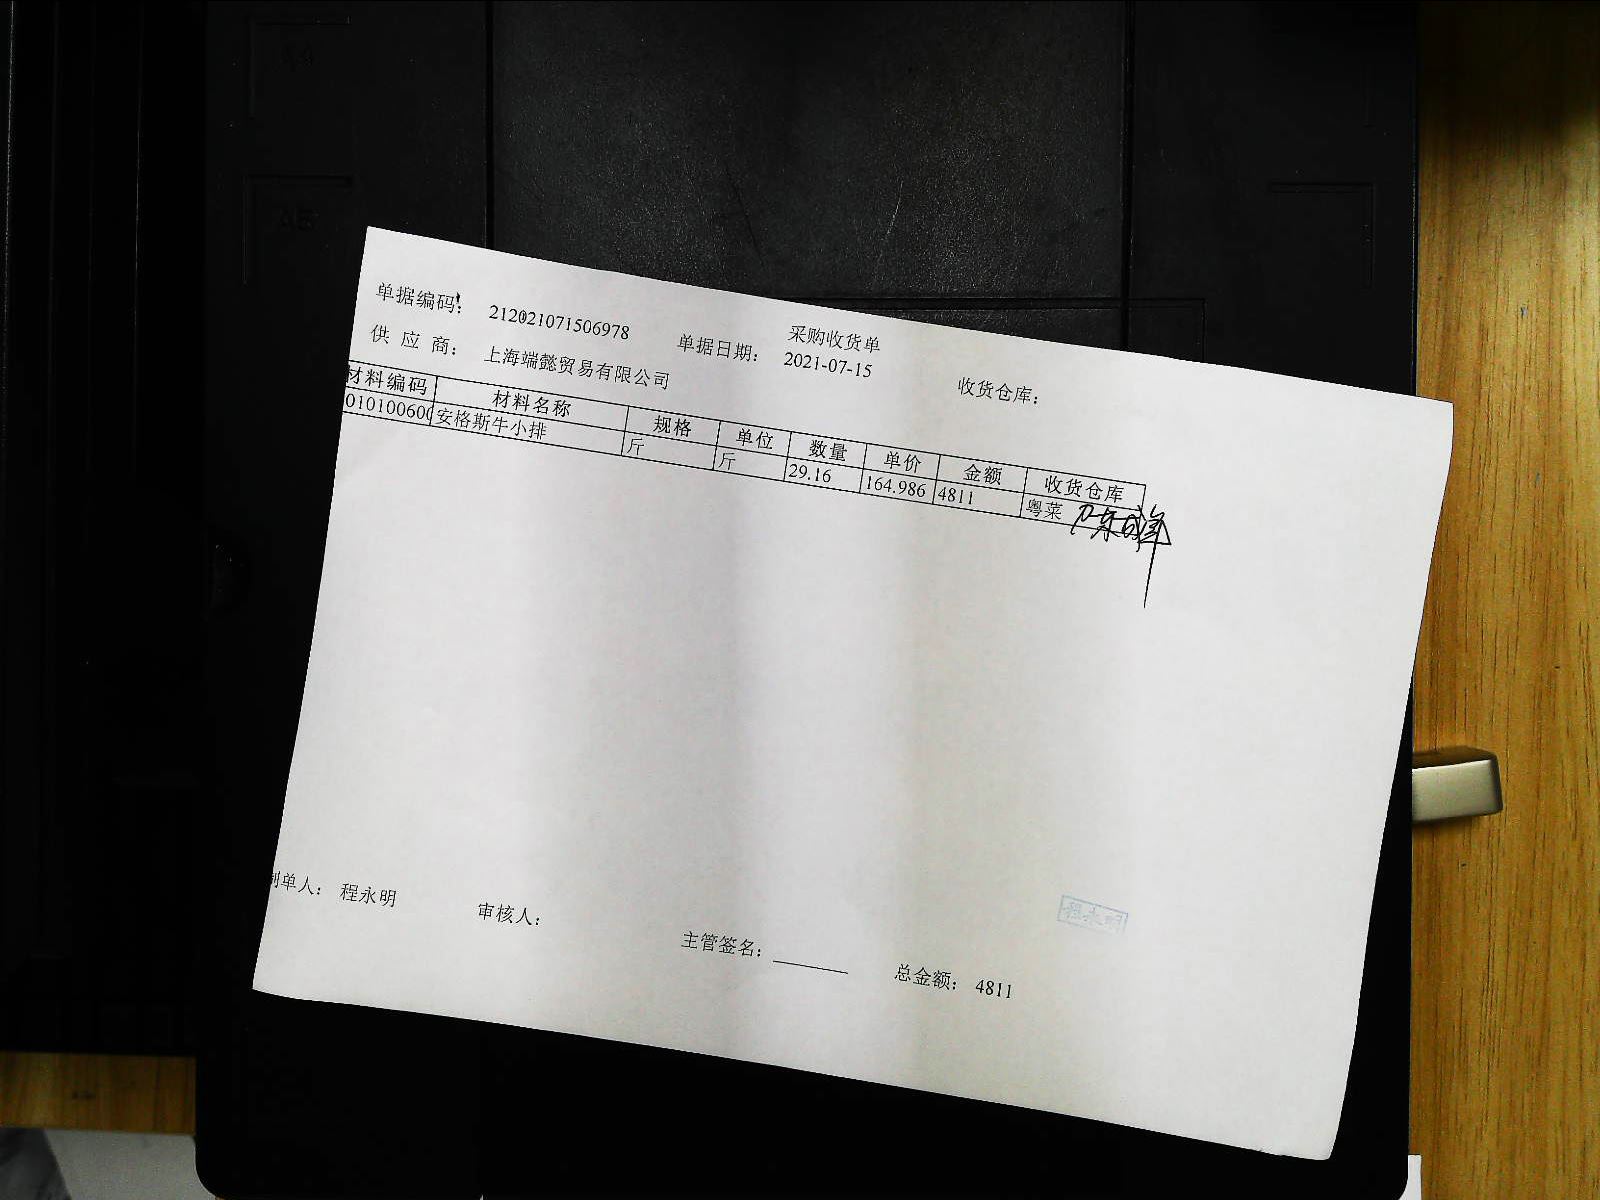 采购收货单
单据编码: 212021071506978 单据日期: 2021-07-15 收货仓库:
供应商: 上海端懿贸易有限公司
材料编码 材料名称 规格 单位 数量 单价 金额 收货仓库
010100600 安格斯牛小排 斤 斤 29.16 164.986 4811 粤菜
制单人: 程永明 审核人: 主管签名: 总金额: 4811
程永明
A5